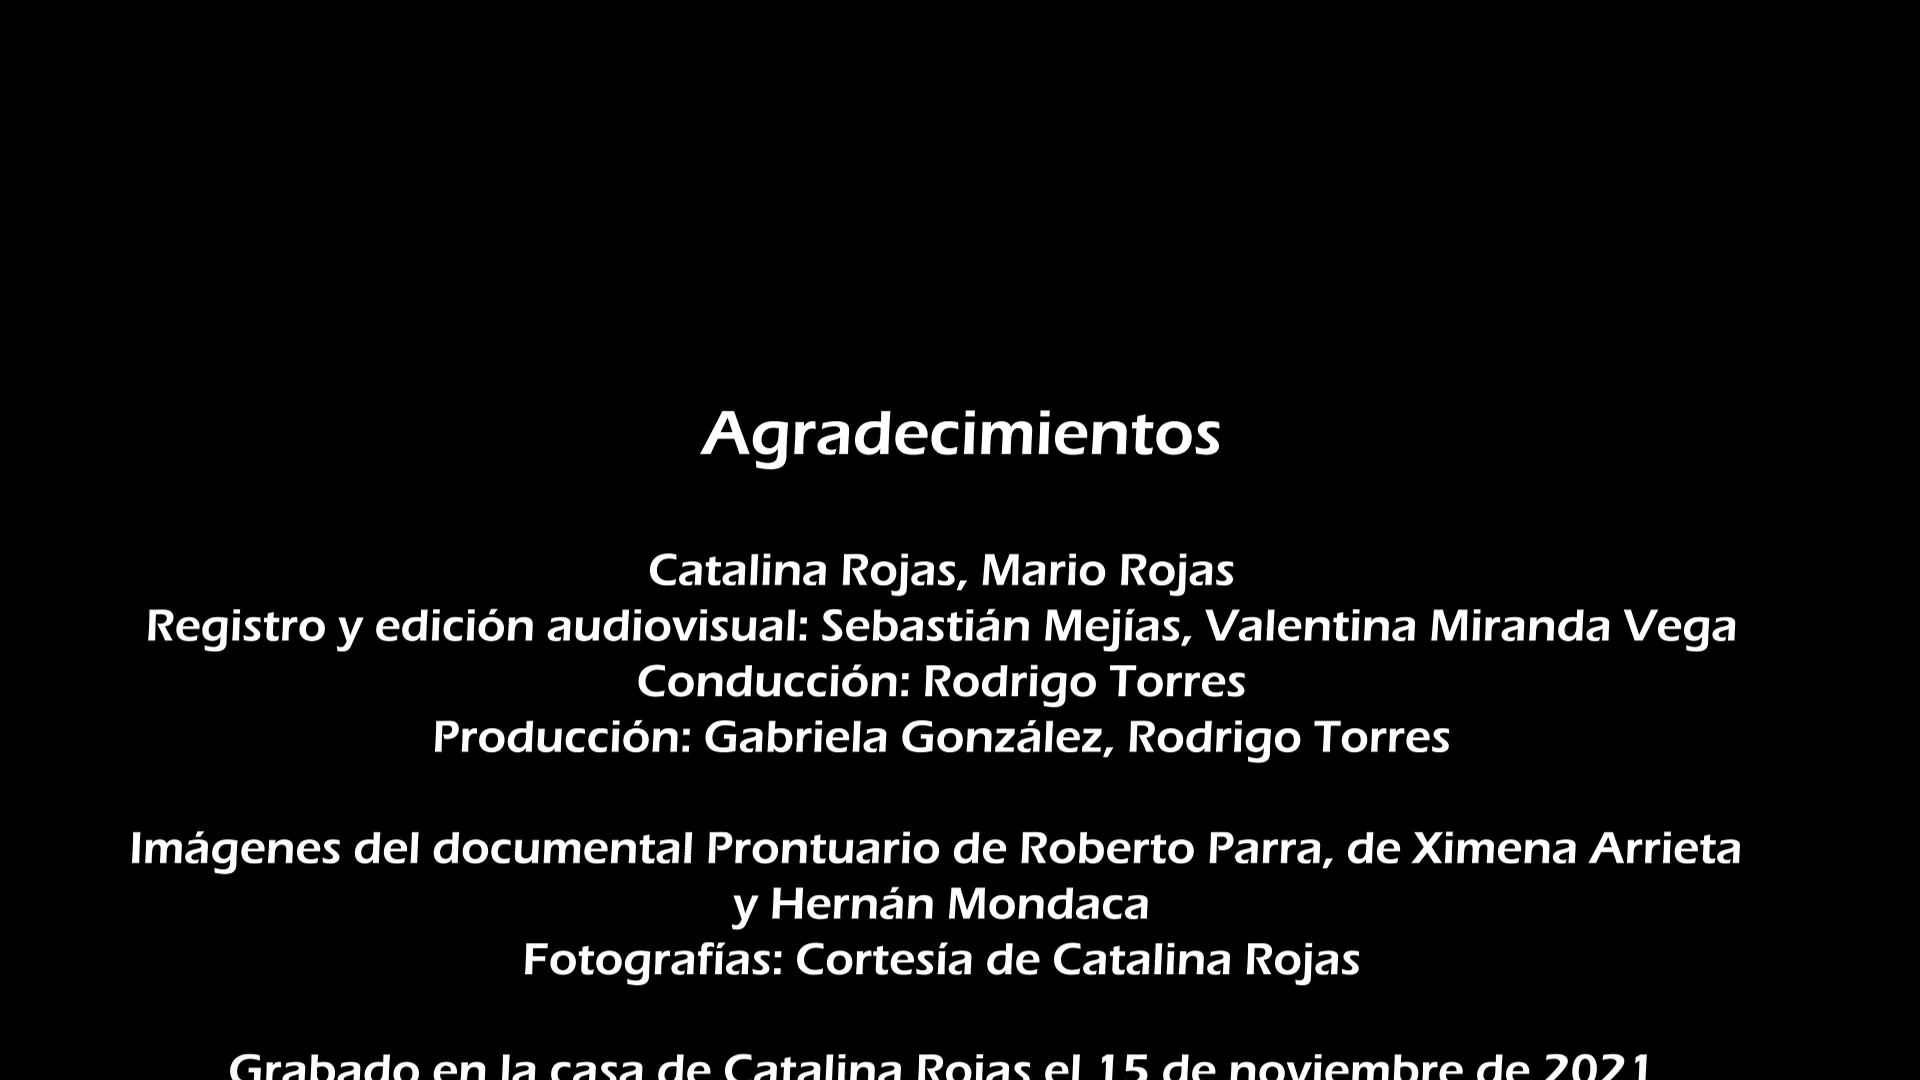 Agradecimientos
Catalina Rojas, Mario Rojas
Registro y edición audiovisual: Sebastián Mejías, Valentina Miranda Vega
Conducción: Rodrigo Torres
Producción: Gabriela González, Rodrigo Torres
Imágenes del documental Prontuario de Roberto Parra, de Ximena Arrieta
y Hernán Mondaca
Fotografías: Cortesía de Catalina Rojas
Grabado en la casa de Catalina Rojas el 15 de noviembre de 2021